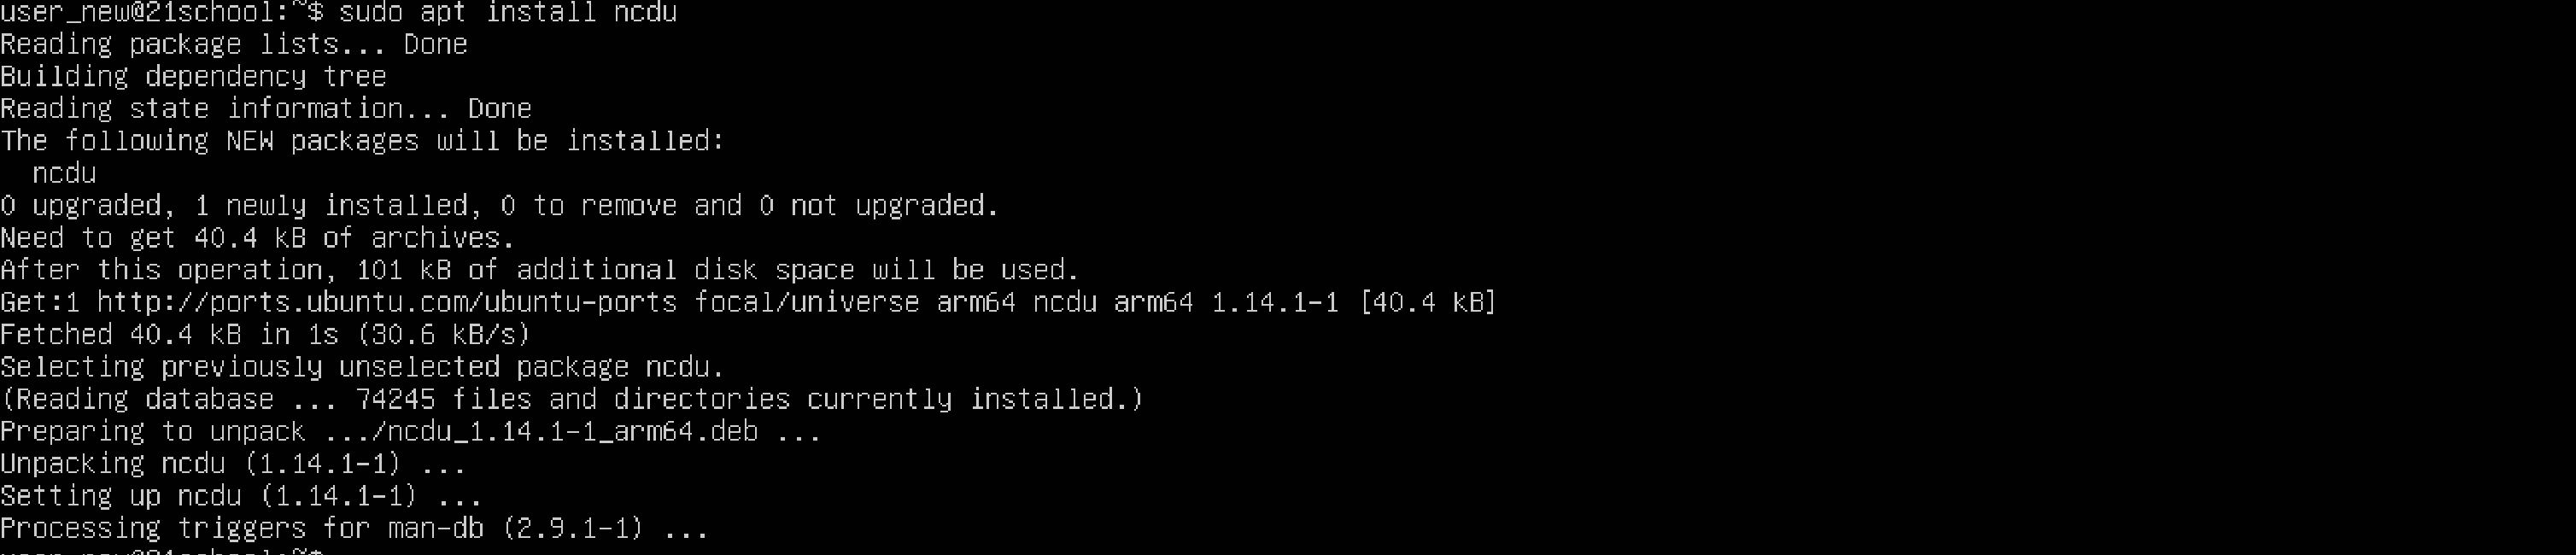 user_new@21school:~$ sudo apt install ncdu
Reading package lists... Done
Building dependency tree
Reading state information... Done
The following NEW packages will be installed:
  ncdu
0 upgraded, 1 newly installed, 0 to remove and 0 not upgraded.
Need to get 40.4 kB of archives.
After this operation, 101 kB of additional disk space will be used.
Get:1 http://ports.ubuntu.com/ubuntu-ports focal/universe arm64 ncdu arm64 1.14.1-1 [40.4 kB]
Fetched 40.4 kB in 1s (30.6 kB/s)
Selecting previously unselected package ncdu.
(Reading database ... 74245 files and directories currently installed.)
Preparing to unpack .../ncdu_1.14.1-1_arm64.deb ...
Unpacking ncdu (1.14.1-1) ...
Setting up ncdu (1.14.1-1) ...
Processing triggers for man-db (2.9.1-1) ...